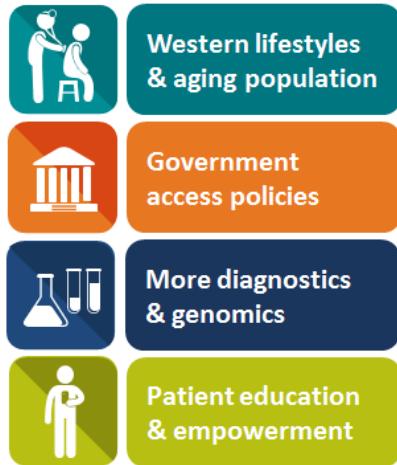 Western lifestyles
& aging population
Government
access policies
More diagnostics
& genomics
Patient education
& empowerment